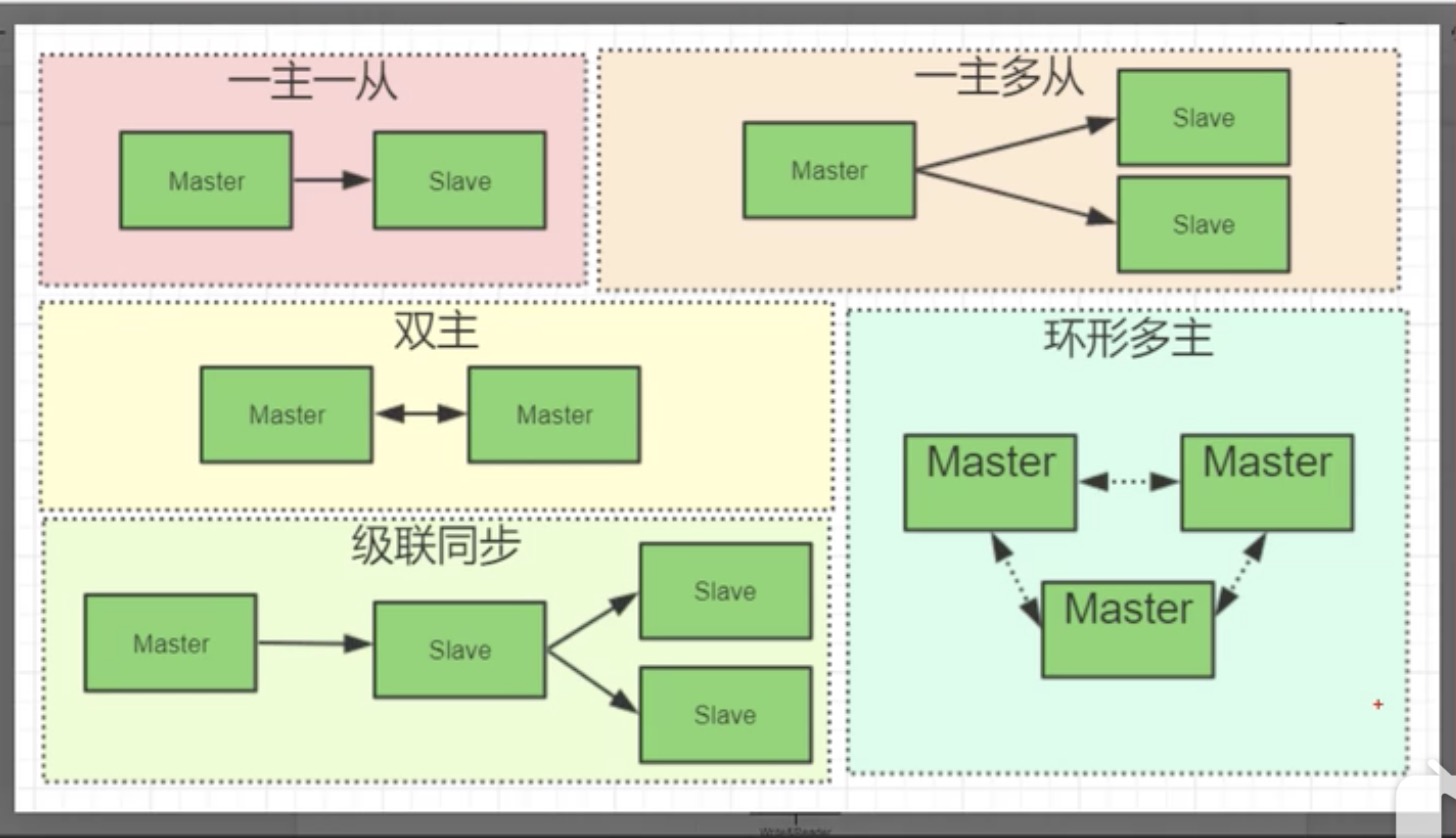 一主一从
Master
Slave
一主多从
Master
Slave
Slave
双主
Master
Master
环形多主
Master
Master
Master
级联同步
Master
Slave
Slave
Slave
Write&Reader